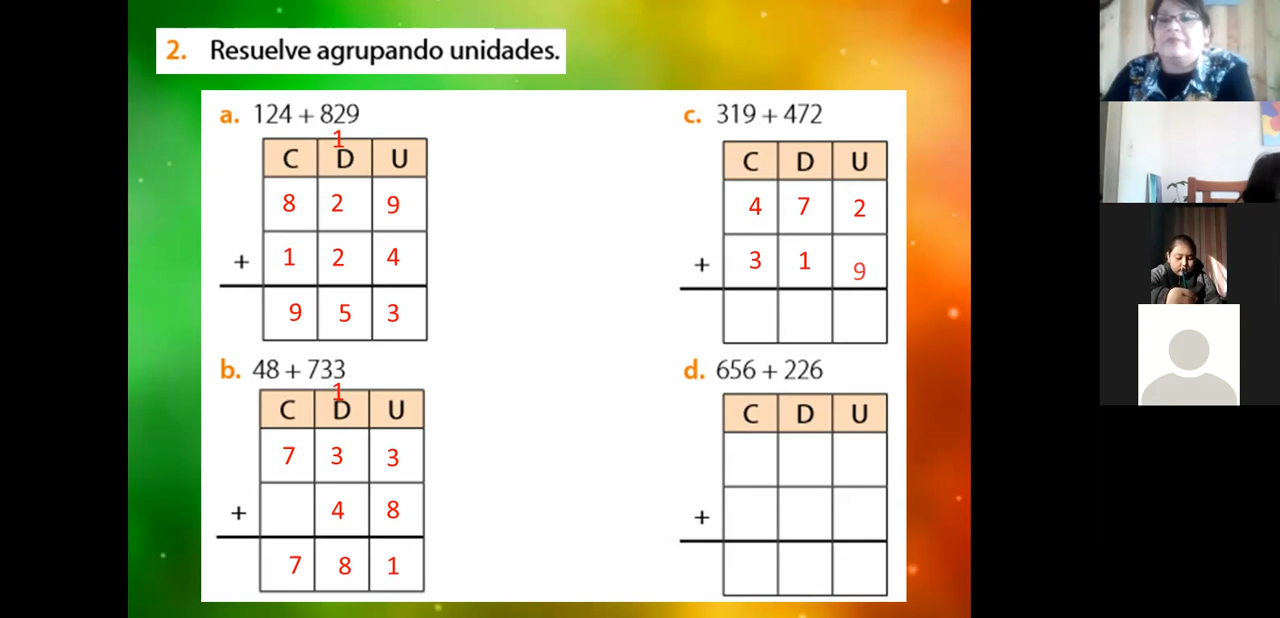 2. Resuelve agrupando unidades.
a. 124 + 829
1
C D U
8 2 9
+ 1 2 4
9 5 3
b. 48 + 733
1
C D U
7 3 3
+ 4 8
7 8 1
c. 319 + 472
C D U
4 7 2
+ 3 1 9
d. 656 + 226
C D U
+